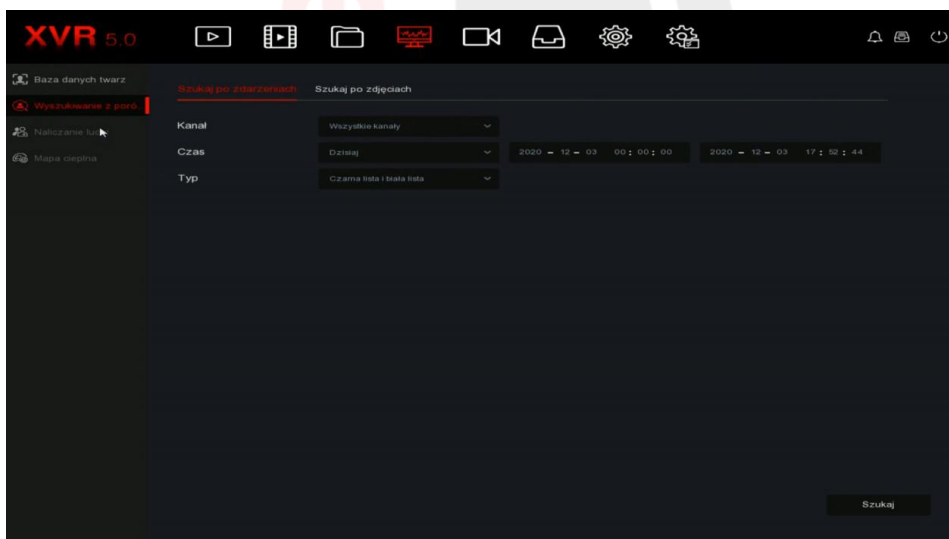 XVR 5.0
Baza danych twarz
Wyszukiwanie z poró.
Naliczanie ludz
Mapa cieplna
Szukaj po zdarzeniach Szukaj po zdjęciach
Kanał Wszystkie kanały
Czas Dzisiaj 2020 - 12 - 03 00 : 00 : 00 2020 - 12 - 03 17 : 52 : 44
Typ Czarna lista i biała lista
Szukaj